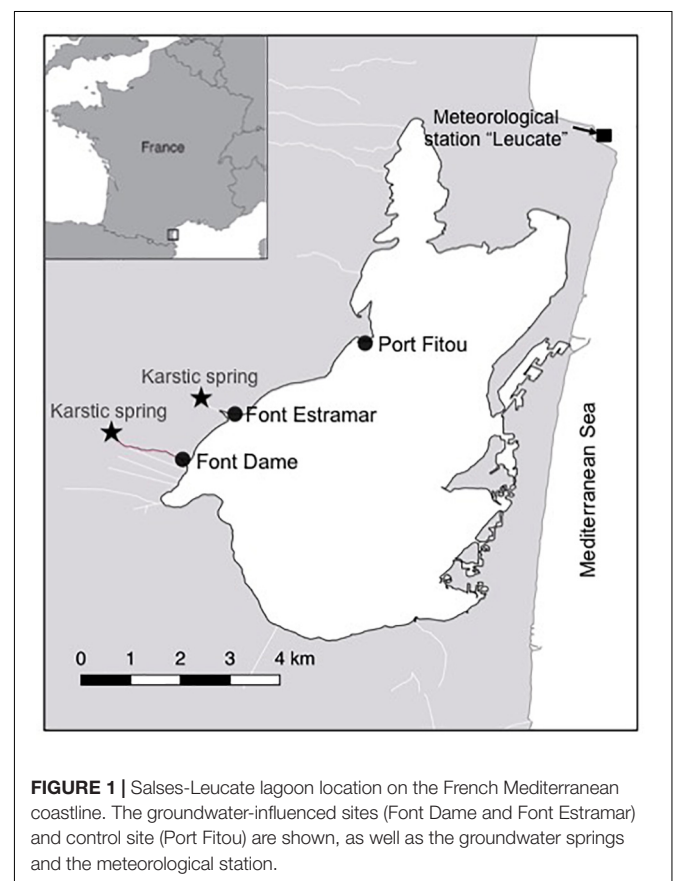 France
Meteorological
station “Leucate”
Port Fitou
Karstic spring
Font Estramar
Karstic spring
Font Dame
Mediterranean Sea
0 1 2 3 4 km
FIGURE 1 | Salses-Leucate lagoon location on the French Mediterranean
coastline. The groundwater-influenced sites (Font Dame and Font Estramar)
and control site (Port Fitou) are shown, as well as the groundwater springs
and the meteorological station.